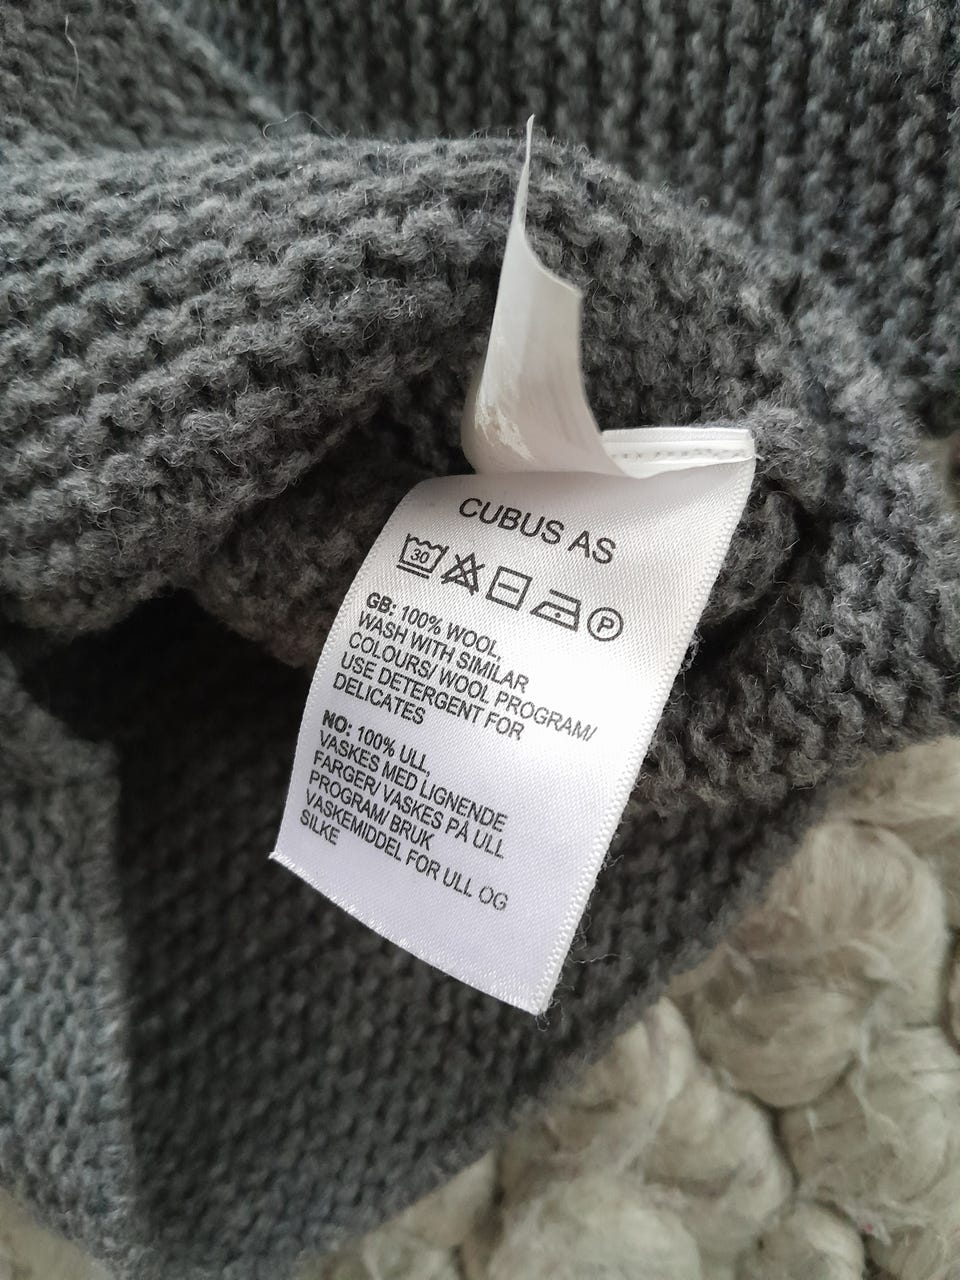 CUBUS AS
30 P
GB: 100% WOOL
WASH WITH SIMILAR
COLOURS/ WOOL PROGRAM/
USE DETERGENT FOR
DELICATES
NO: 100% ULL,
VASKES MED LIGNENDE
FARGER/ VASKES PÅ ULL
PROGRAM/ BRUK
VASKEMIDDEL FOR ULL OG
SILKE